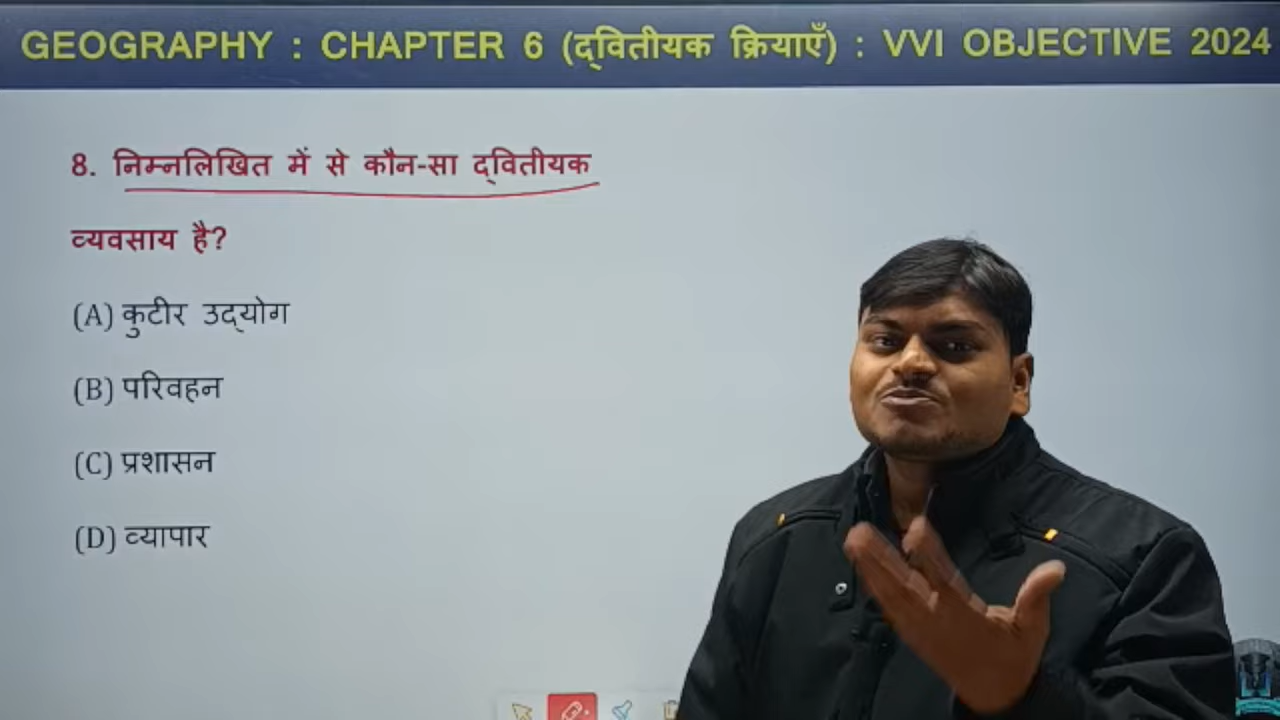 GEOGRAPHY : CHAPTER 6 (द्‌वितीयक क्रियाएँ) : VVI OBJECTIVE 2024
8. निम्नलिखित में से कौन-सा द्‌वितीयक
व्यवसाय है?
(A) कुटीर उद्‌योग
(B) परिवहन
(C) प्रशासन
(D) व्यापार